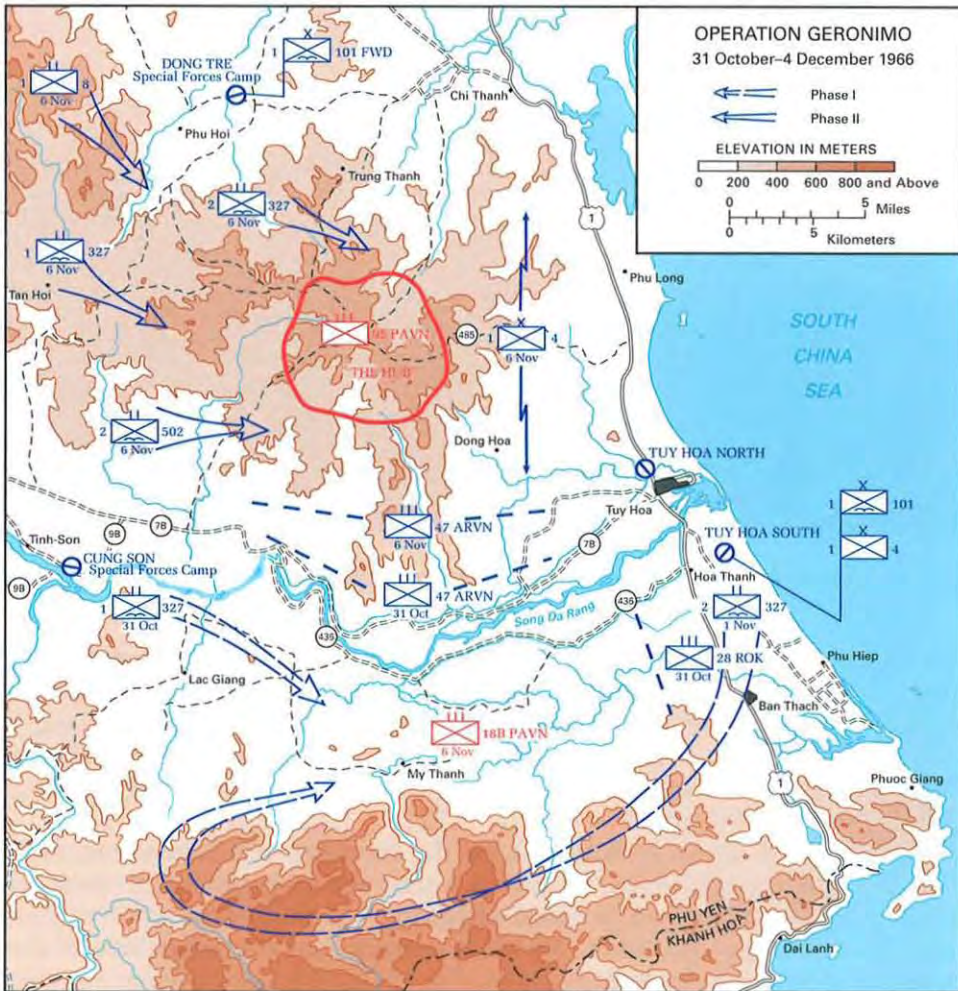 OPERATION GERONIMO
31 October–4 December 1966
Phase I
Phase II
ELEVATION IN METERS
0 200 400 600 800 and Above
0 5 Miles
0 5 Kilometers
1 X 101 FWD
DONG TRE
Special Forces Camp
1 8
6 Nov
Chi Thanh
Phu Hoi
Trung Thanh
2 327
6 Nov
1
1 327
6 Nov
Tan Hoi
Phu Long
PAVN
THE HUB
485
X
1 4
6 Nov
SOUTH
CHINA
SEA
2 502
6 Nov
Dong Hoa
TUY HOA NORTH
47 ARVN
6 Nov
Tuy Hoa
X
1 101
X
1 4
TUY HOA SOUTH
7B
9B
7B
Tinh-Son
CUNG SON
Special Forces Camp
9B
Hoa Thanh
47 ARVN
31 Oct
1 327
31 Oct
Song Da Rang
436
436
2 327
1 Nov
28 ROK
31 Oct
Phu Hiep
Lac Giang
Ban Thach
18B PAVN
6 Nov
My Thanh
1
Phuoc Giang
PHU YEN
KHANH HOA
Dai Lanh